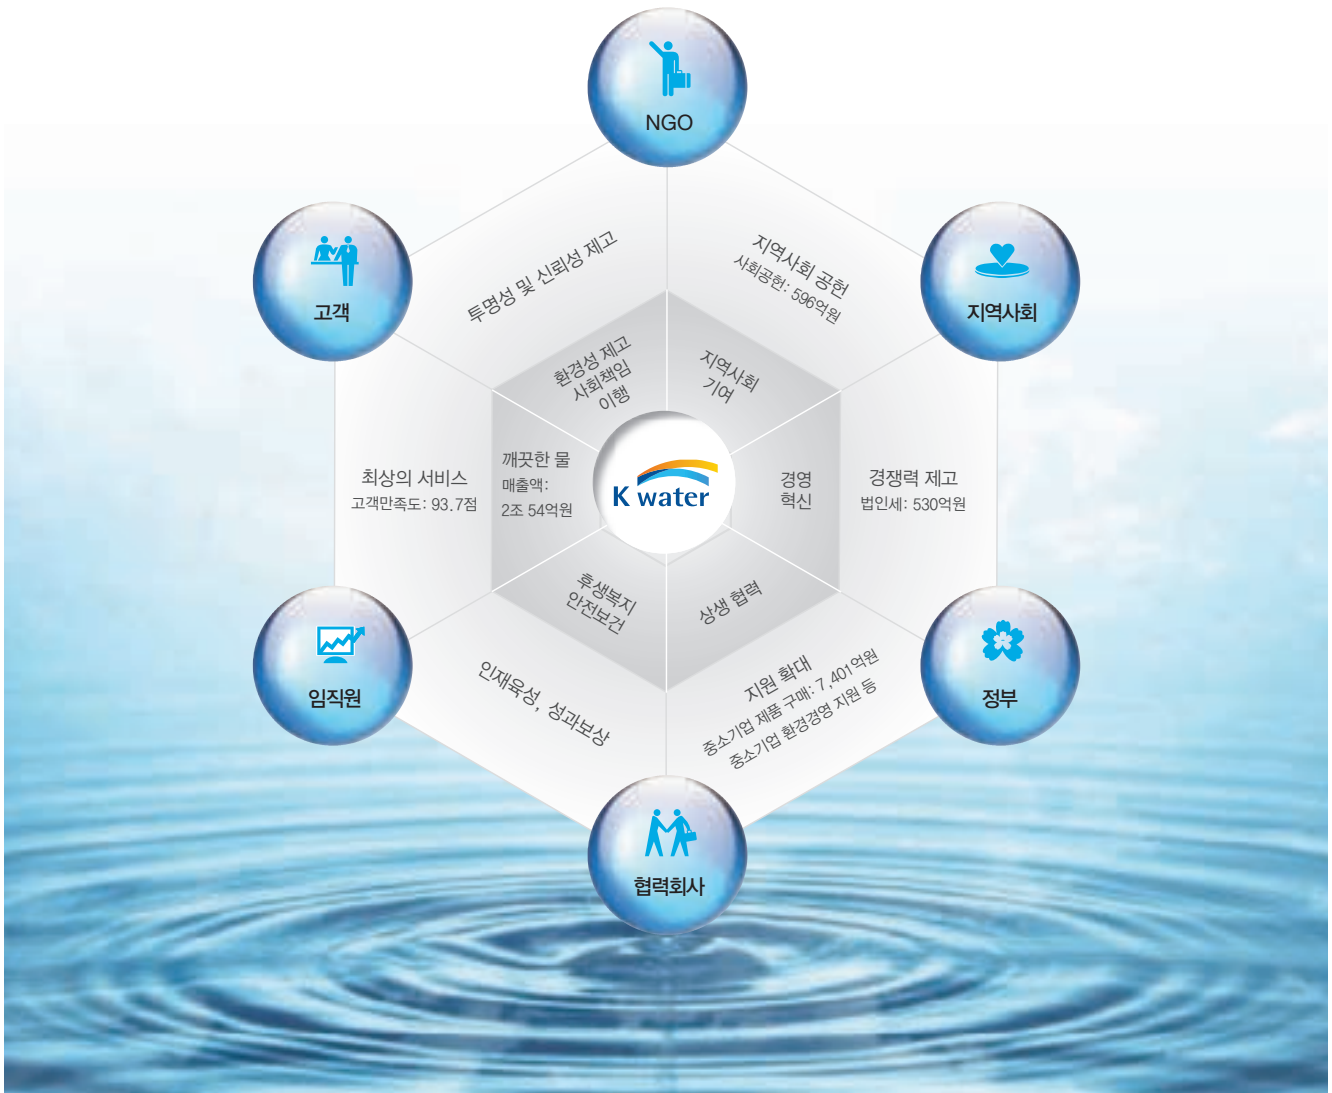 NGO
고객
지역사회
투명성 및 신뢰성 제고
지역사회 공헌
사회공헌: 596억원
환경성 제고
사회책임
이행
지역사회
기여
최상의 서비스
고객만족도: 93.7점
깨끗한 물
매출액:
2조 54억원
K water
경영
혁신
경쟁력 제고
법인세: 530억원
후생복지
안전보건
상생 협력
인재육성, 성과보상
지원 확대
중소기업 제품 구매: 7,401억원
중소기업 환경경영 지원 등
임직원
정부
협력회사